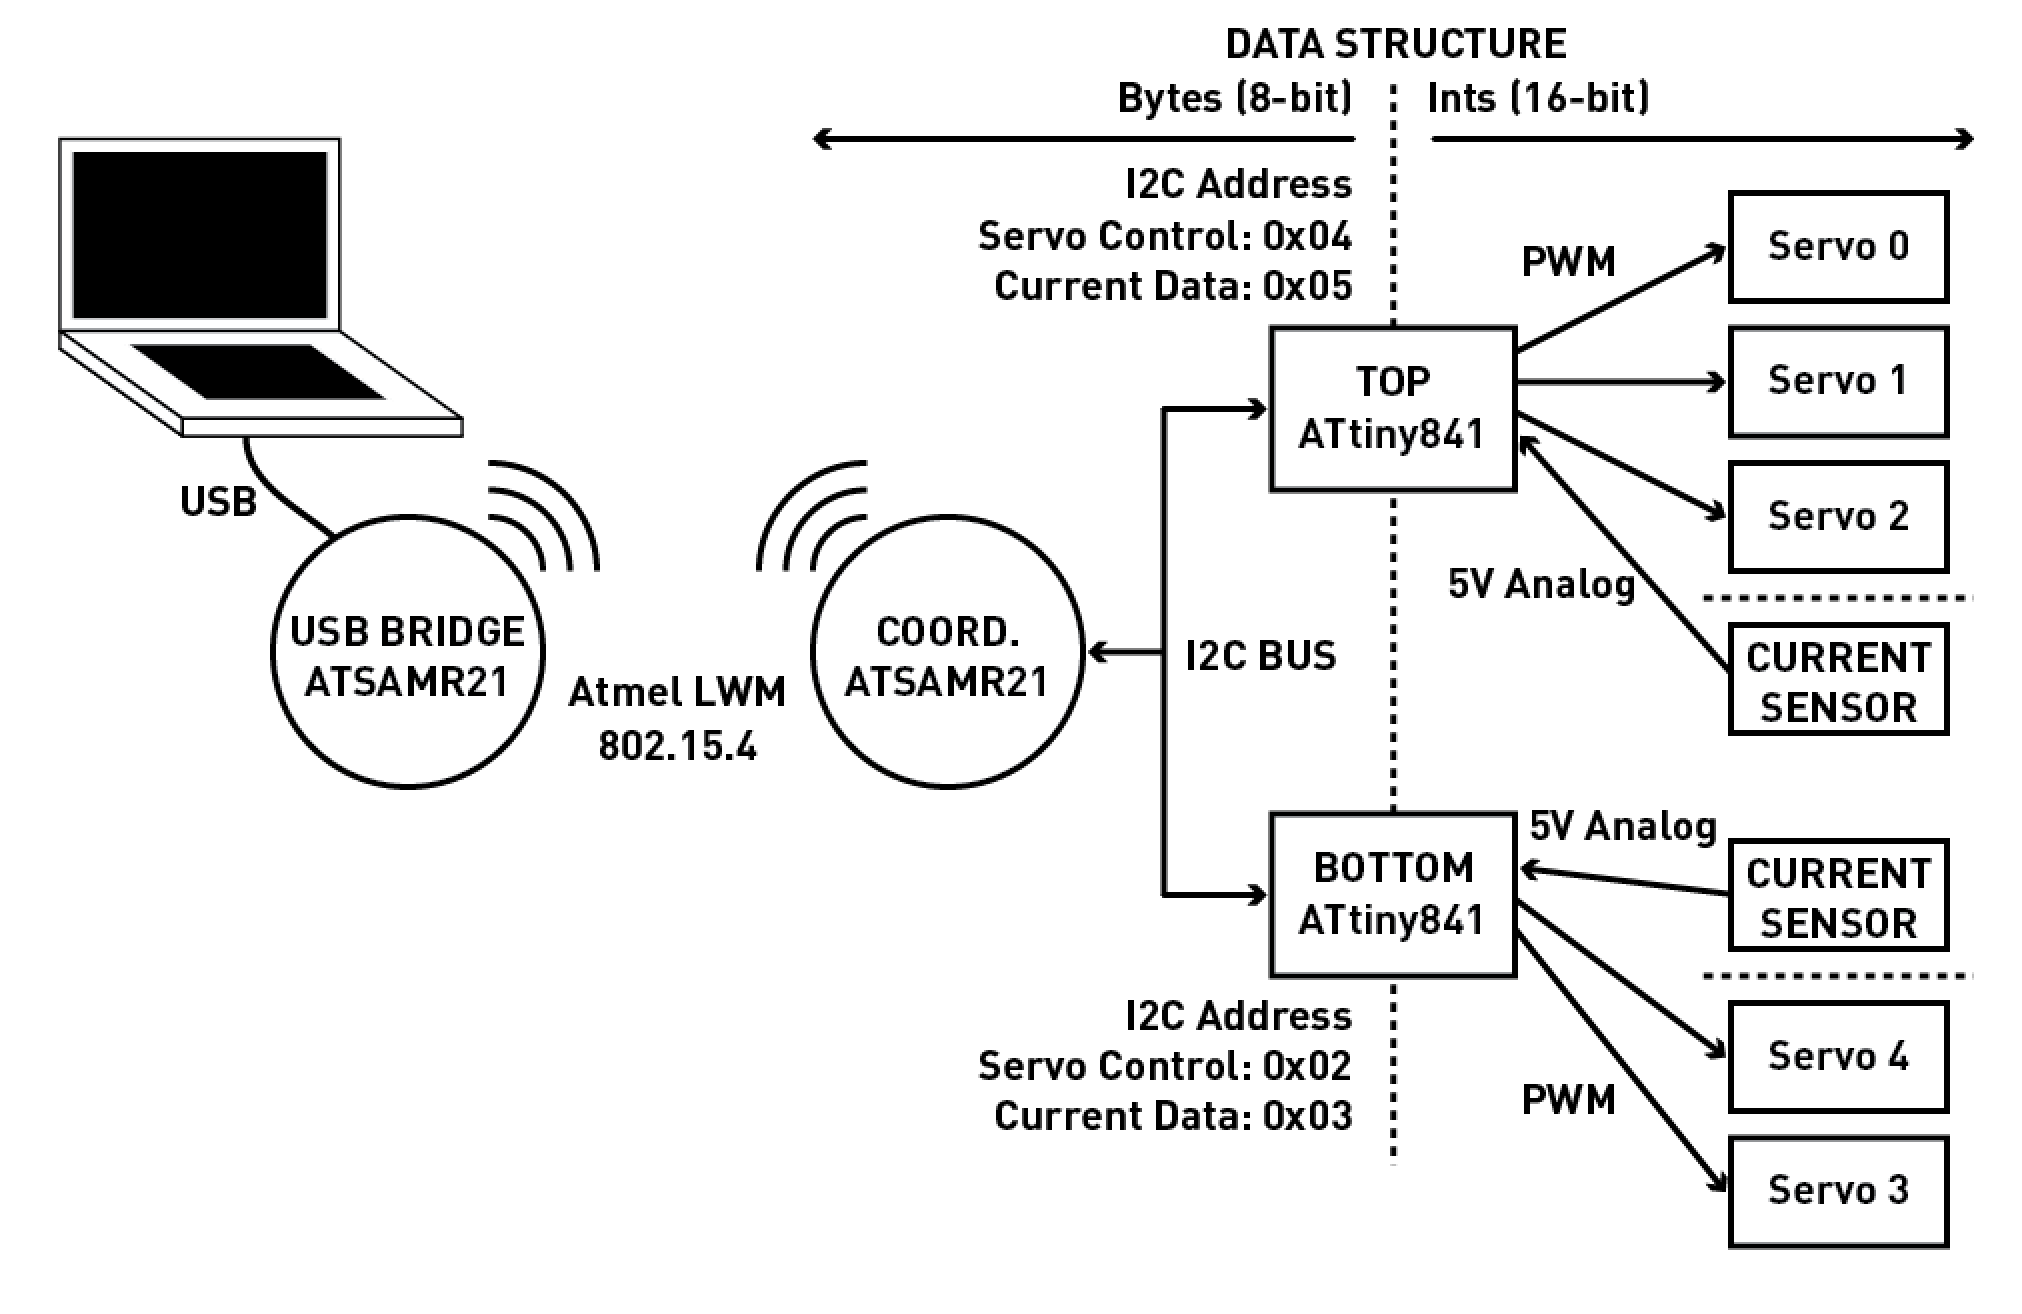 DATA STRUCTURE
Bytes (8-bit)
Ints (16-bit)
I2C Address
Servo Control: 0x04
Current Data: 0x05
PWM
Servo 0
Servo 1
Servo 2
TOP
ATtiny841
5V Analog
CURRENT
SENSOR
USB
USB BRIDGE
ATSAMR21
Atmel LWM
802.15.4
COORD.
ATSAMR21
I2C BUS
BOTTOM
ATtiny841
5V Analog
CURRENT
SENSOR
I2C Address
Servo Control: 0x02
Current Data: 0x03
PWM
Servo 4
Servo 3